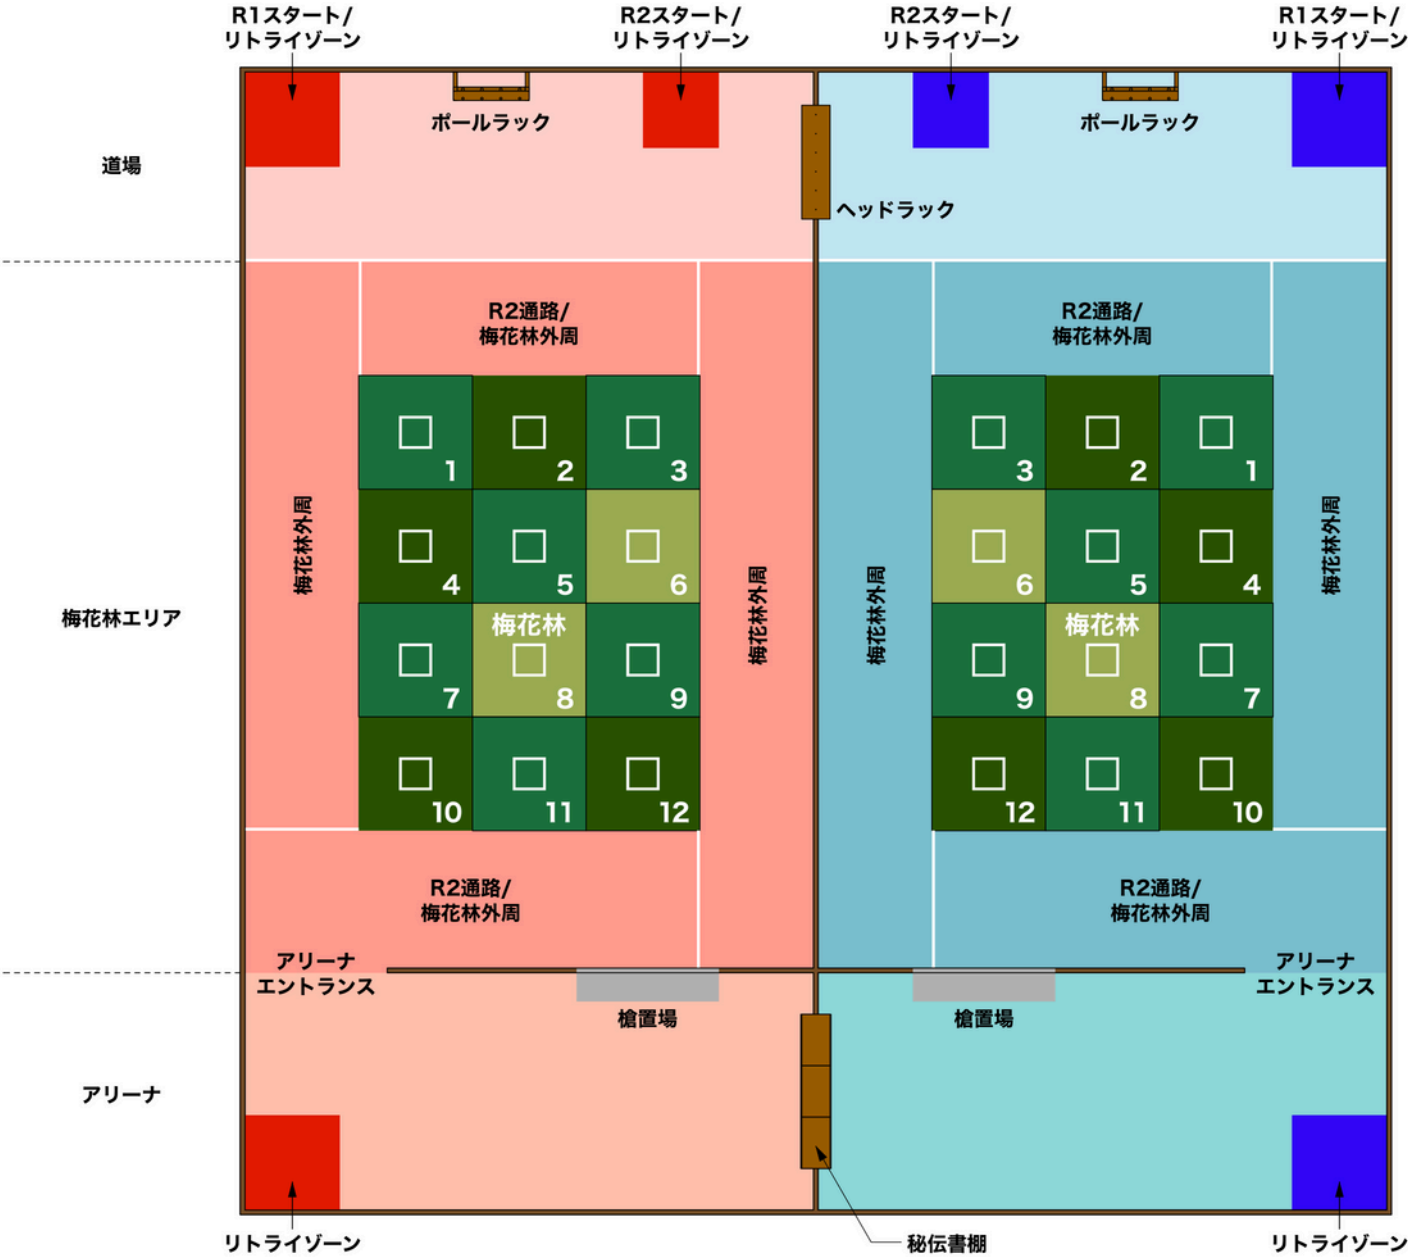 R1スタート/
リトライゾーン
R2スタート/
リトライゾーン
R2スタート/
リトライゾーン
R1スタート/
リトライゾーン
ポールラック
ポールラック
道場
ヘッドラック
R2通路/
梅花林外周
R2通路/
梅花林外周
1
2
3
3
2
1
梅花林外周
4
5
6
梅花林外周
梅花林外周
6
5
4
梅花林外周
梅花林エリア
梅花林
7
8
9
梅花林
9
8
7
10
11
12
12
11
10
R2通路/
梅花林外周
R2通路/
梅花林外周
アリーナ
エントランス
アリーナ
エントランス
槍置場
槍置場
アリーナ
リトライゾーン
秘伝書棚
リトライゾーン